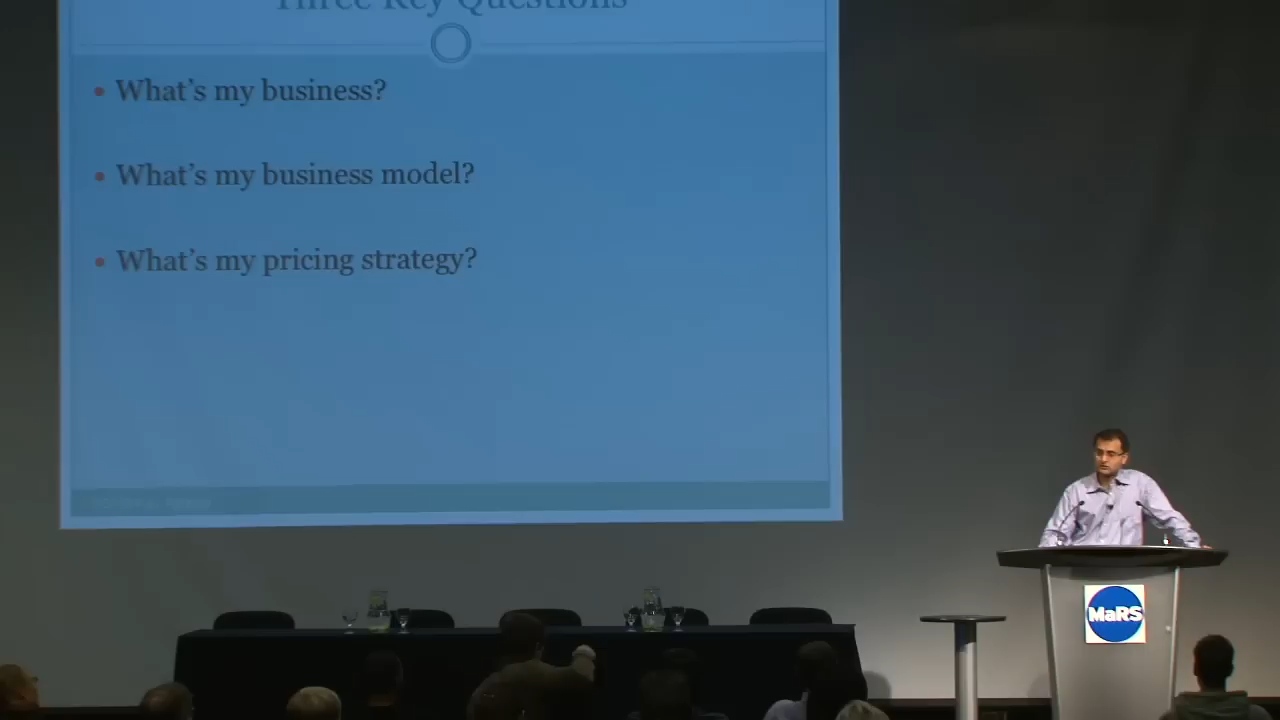 Three Key Questions
• What's my business?
• What's my business model?
• What's my pricing strategy?
MaRS